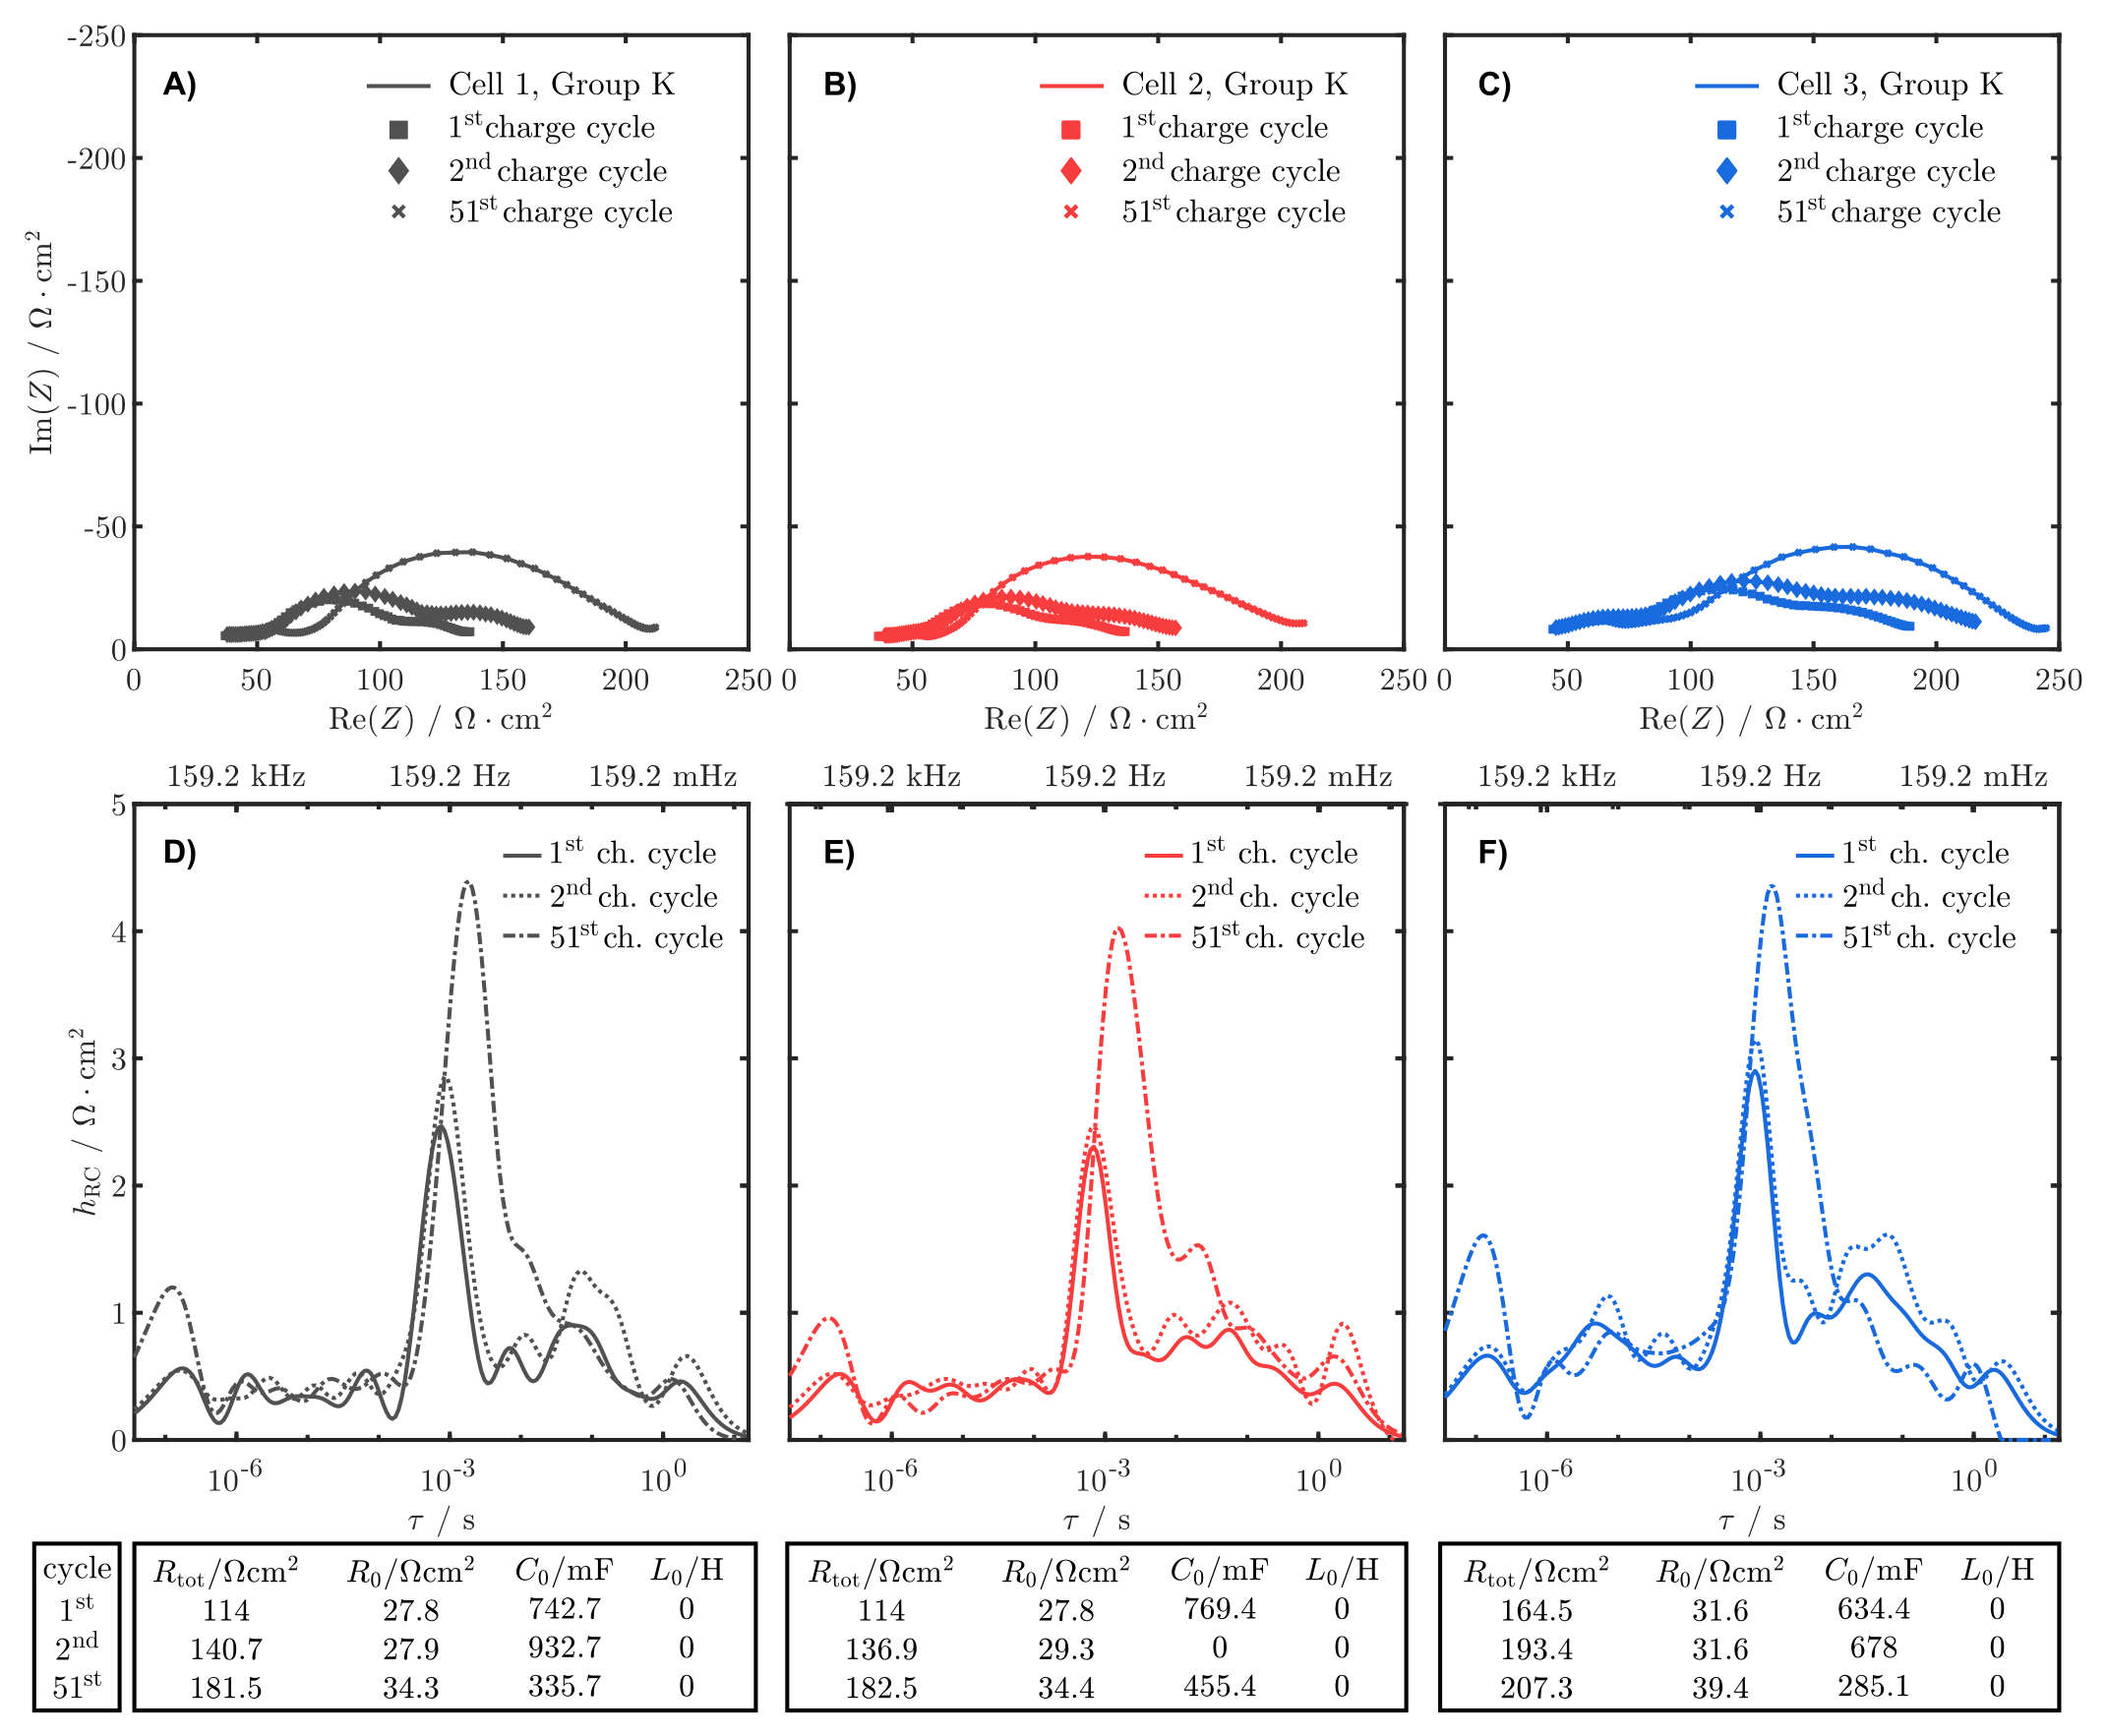 A)
Cell 1, Group K
1st charge cycle
2nd charge cycle
51st charge cycle
B)
Cell 2, Group K
1st charge cycle
2nd charge cycle
51st charge cycle
C)
Cell 3, Group K
1st charge cycle
2nd charge cycle
51st charge cycle
Im(Z) / Ω · cm²
-250
-200
-150
-100
-50
0
0 50 100 150 200 250 0 50 100 150 200 250 0 50 100 150 200 250
Re(Z) / Ω · cm² Re(Z) / Ω · cm² Re(Z) / Ω · cm²
159.2 kHz 159.2 Hz 159.2 mHz 159.2 kHz 159.2 Hz 159.2 mHz 159.2 kHz 159.2 Hz 159.2 mHz
D)
1st ch. cycle
2nd ch. cycle
51st ch. cycle
E)
1st ch. cycle
2nd ch. cycle
51st ch. cycle
F)
1st ch. cycle
2nd ch. cycle
51st ch. cycle
hRC / Ω · cm²
5
4
3
2
1
0
10⁻⁶ 10⁻³ 10⁰ 10⁻⁶ 10⁻³ 10⁰ 10⁻⁶ 10⁻³ 10⁰
τ / s τ / s τ / s
cycle Rtot/Ωcm² R0/Ωcm² C0/mF L0/H Rtot/Ωcm² R0/Ωcm² C0/mF L0/H Rtot/Ωcm² R0/Ωcm² C0/mF L0/H
1st 114 27.8 742.7 0 114 27.8 769.4 0 164.5 31.6 634.4 0
2nd 140.7 27.9 932.7 0 136.9 29.3 0 0 193.4 31.6 678 0
51st 181.5 34.3 335.7 0 182.5 34.4 455.4 0 207.3 39.4 285.1 0